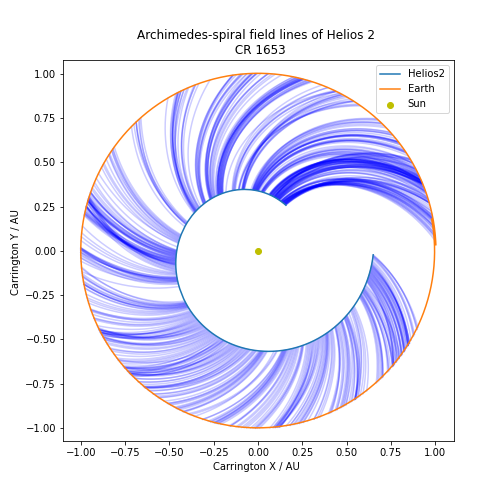 Archimedes-spiral field lines of Helios 2
CR 1653
Helios2
Earth
Sun
1.00
0.75
0.50
0.25
0.00
−0.25
−0.50
−0.75
−1.00
Carrington Y / AU
−1.00 −0.75 −0.50 −0.25 0.00 0.25 0.50 0.75 1.00
Carrington X / AU